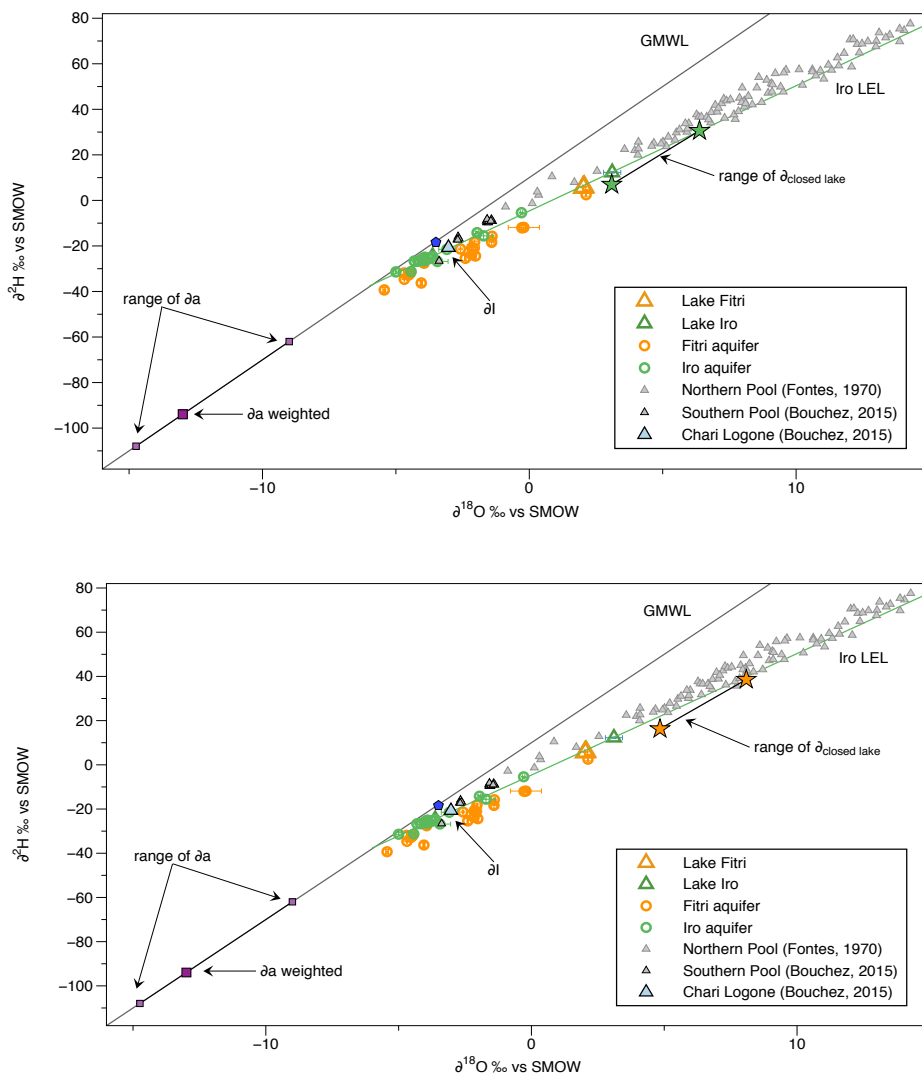 80
60
40
20
0
−20
−40
−60
−80
−100
∂²H ‰ vs SMOW
GMWL
Iro LEL
range of ∂closed lake
∂I
range of ∂a
∂a weighted
Lake Fitri
Lake Iro
Fitri aquifer
Iro aquifer
Northern Pool (Fontes, 1970)
Southern Pool (Bouchez, 2015)
Chari Logone (Bouchez, 2015)
−10 0 10
∂¹⁸O ‰ vs SMOW
80
60
40
20
0
−20
−40
−60
−80
−100
∂²H ‰ vs SMOW
GMWL
Iro LEL
range of ∂closed lake
∂I
range of ∂a
∂a weighted
Lake Fitri
Lake Iro
Fitri aquifer
Iro aquifer
Northern Pool (Fontes, 1970)
Southern Pool (Bouchez, 2015)
Chari Logone (Bouchez, 2015)
−10 0 10
∂¹⁸O ‰ vs SMOW